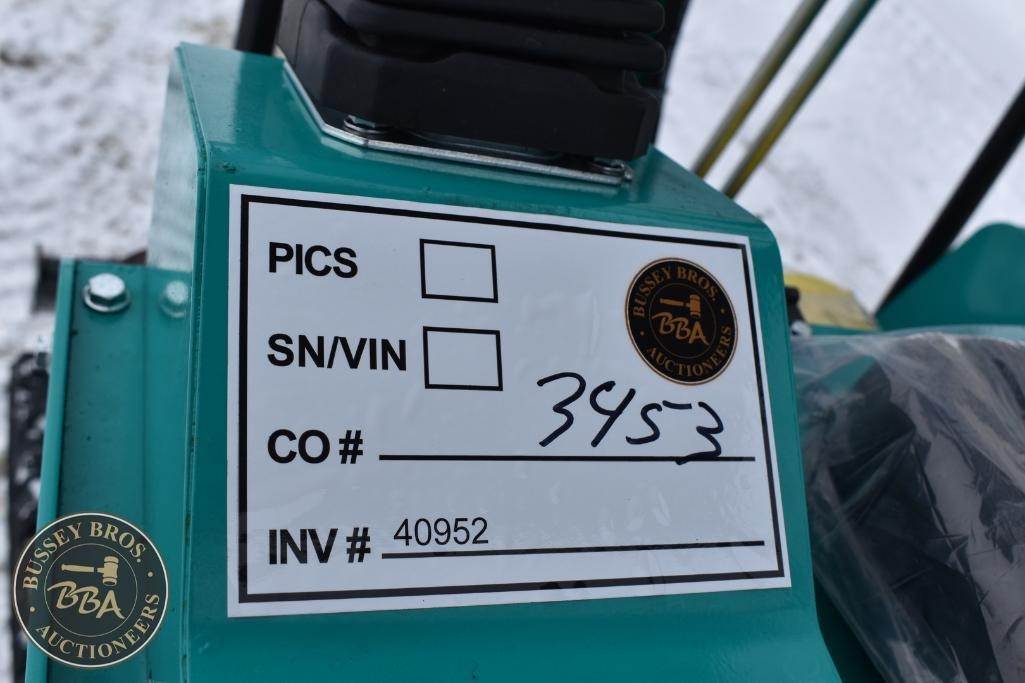 PICS
BUSSEY BROS.
BBA
AUCTIONEERS
SN/VIN
CO # 3453
INV # 40952
BUSSEY BROS.
BBA
AUCTIONEERS